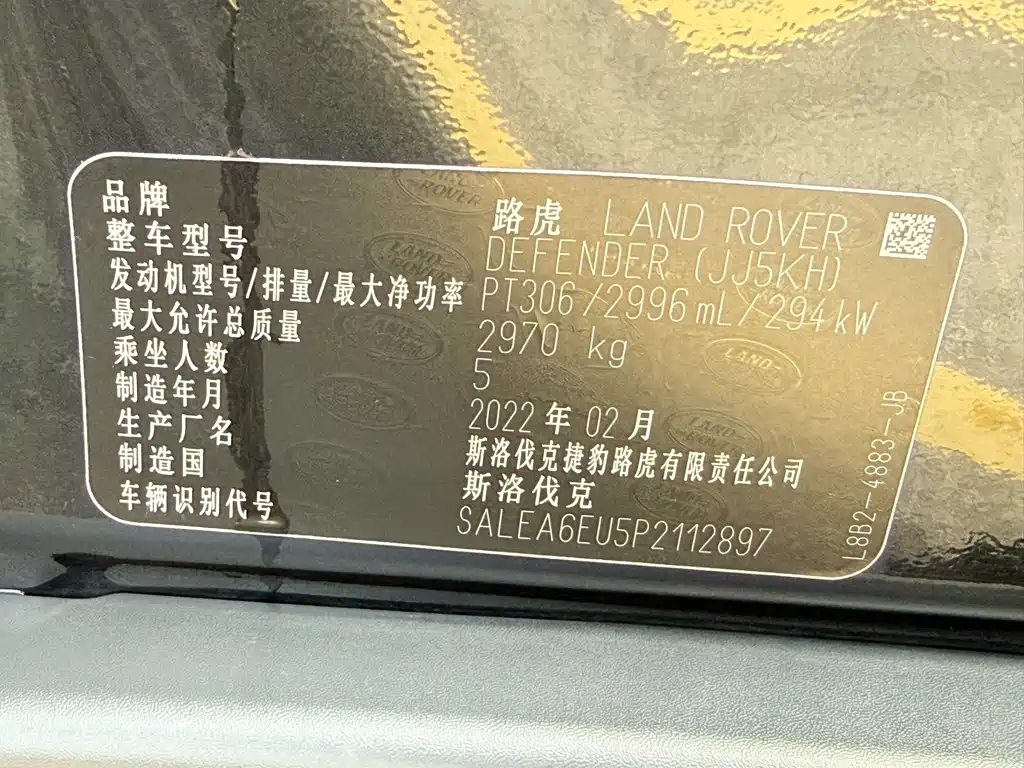 品牌 路虎 LAND ROVER
整车型号 DEFENDER (JJ5KH)
发动机型号/排量/最大净功率 PT306/2996mL/294kW
最大允许总质量 2970 kg
乘坐人数 5
制造年月 2022年02月
生产厂名 斯洛伐克捷豹路虎有限责任公司
制造国 斯洛伐克
车辆识别代号 SALEA6EU5P2112897
L8B2-4883-JB
LAND-
-ROVER